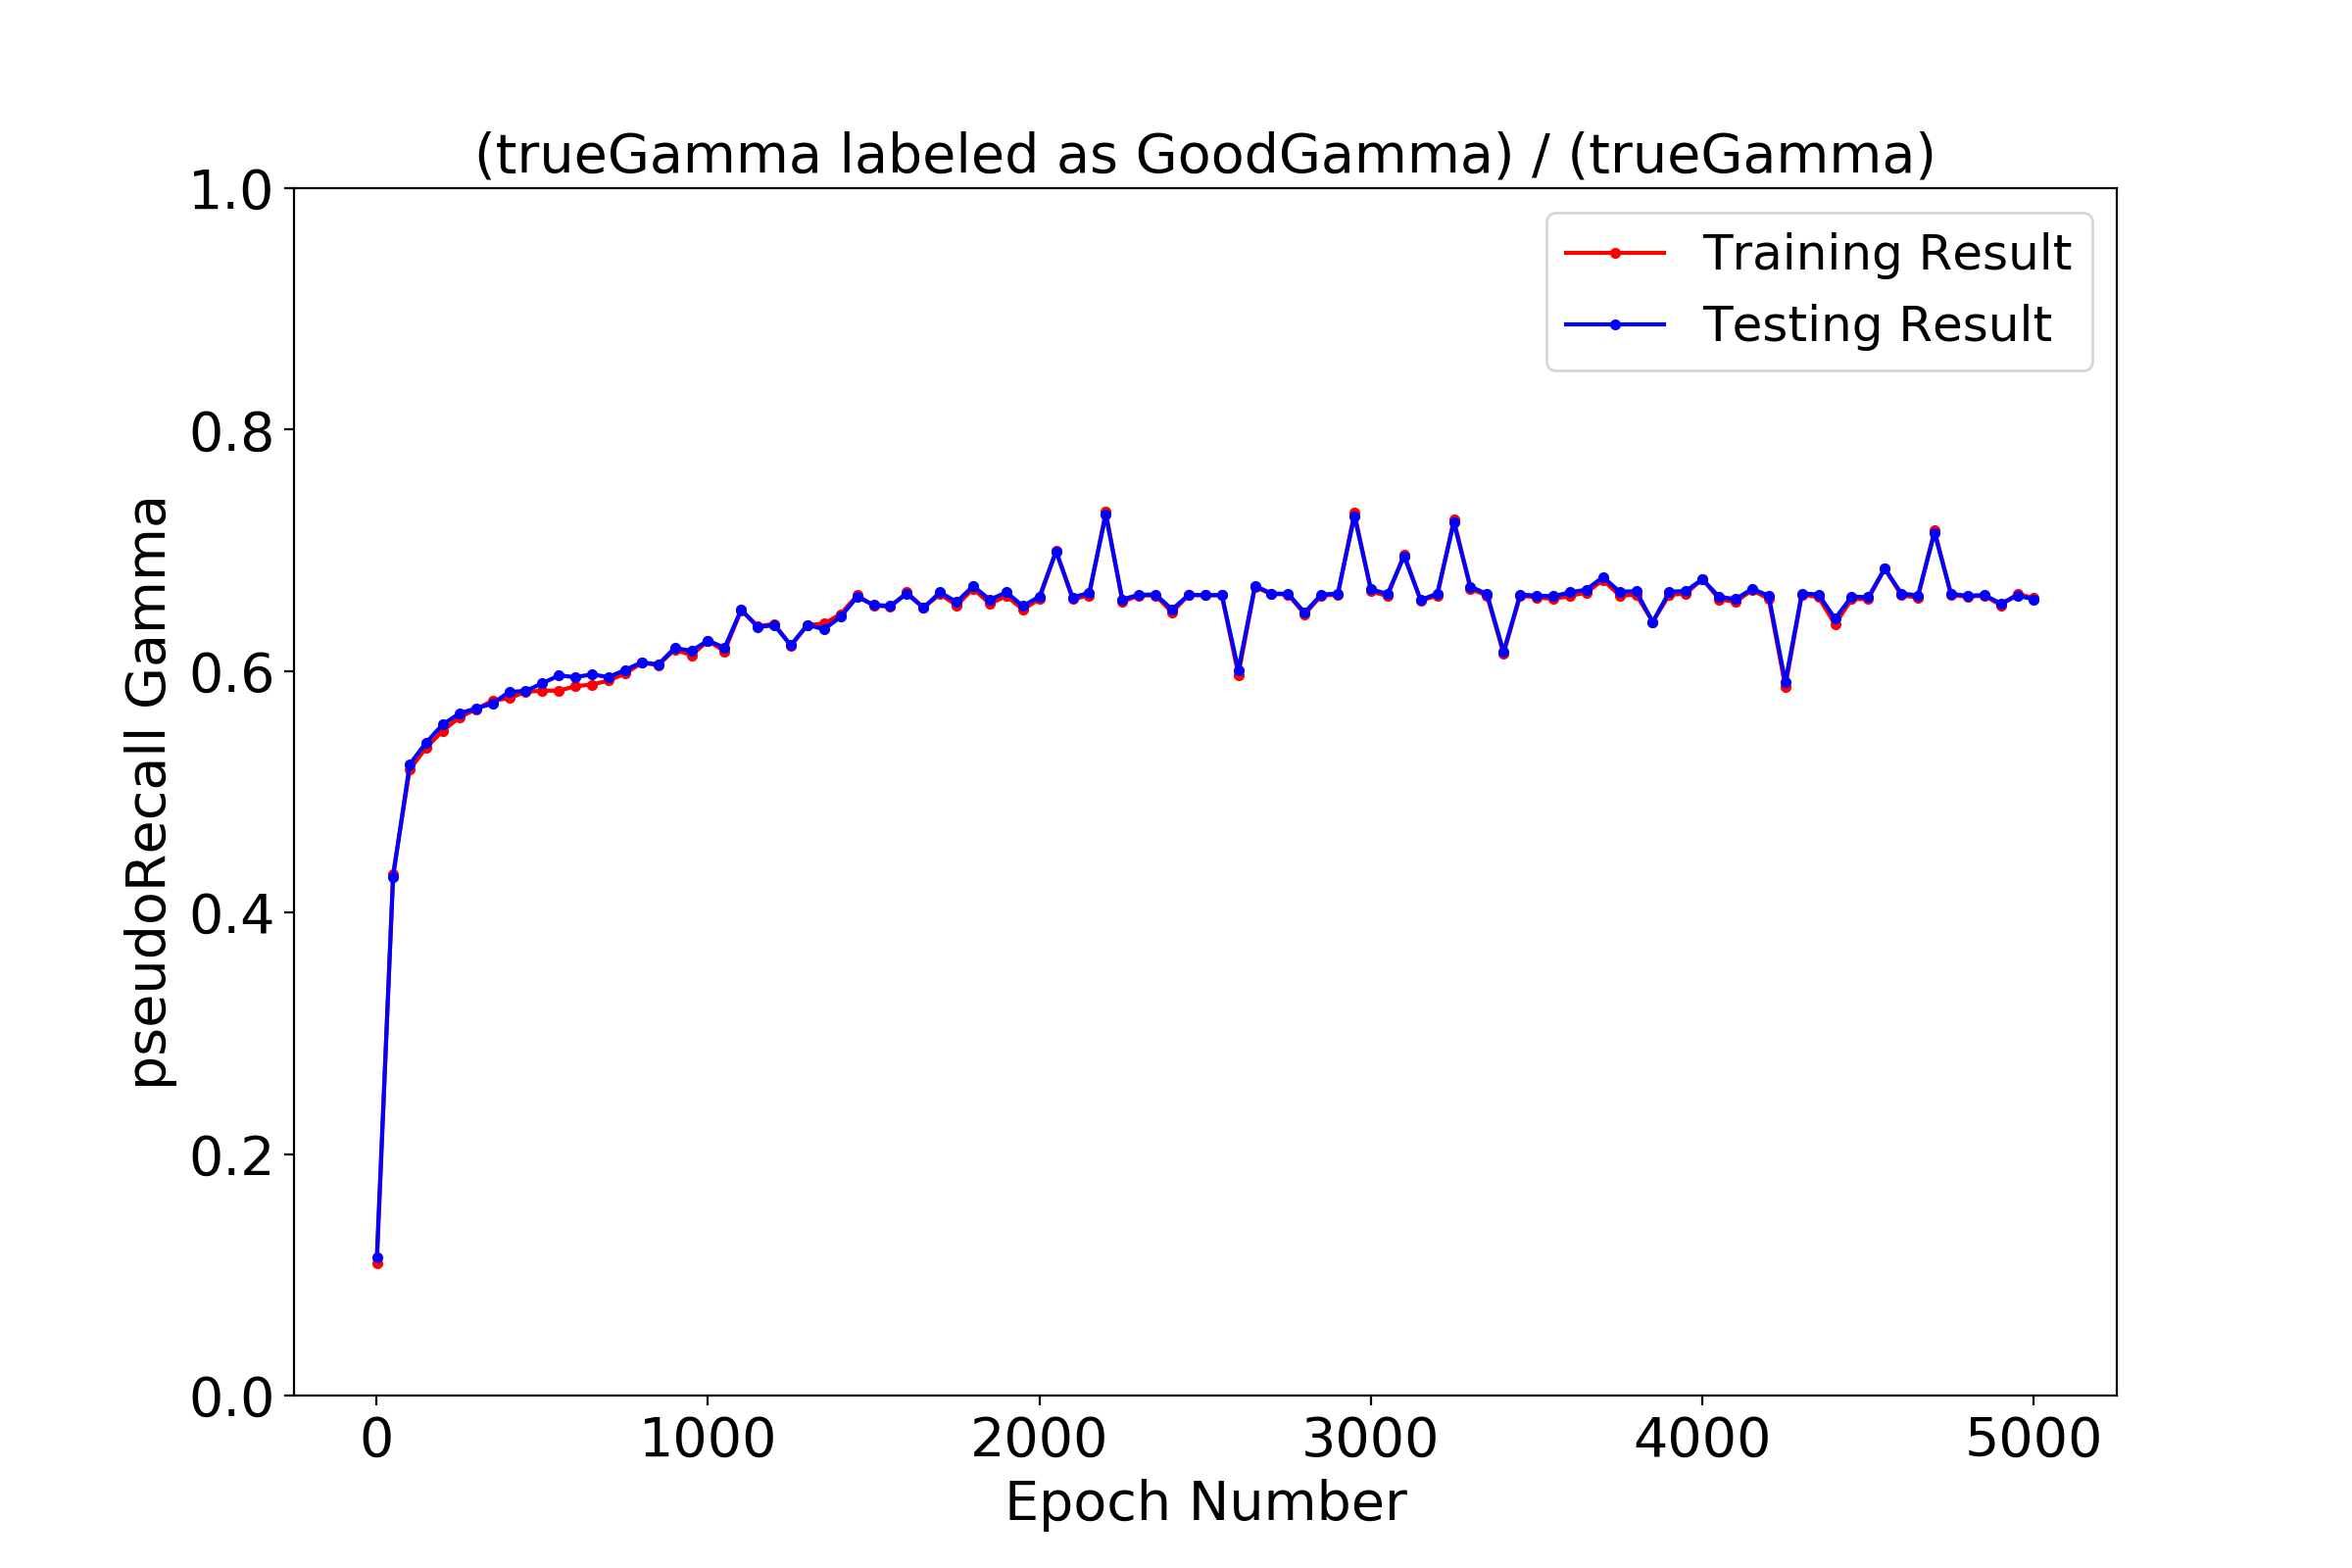 (trueGamma labeled as GoodGamma) / (trueGamma)
Training Result
Testing Result
pseudoRecall Gamma
1.0
0.8
0.6
0.4
0.2
0.0
0 1000 2000 3000 4000 5000
Epoch Number